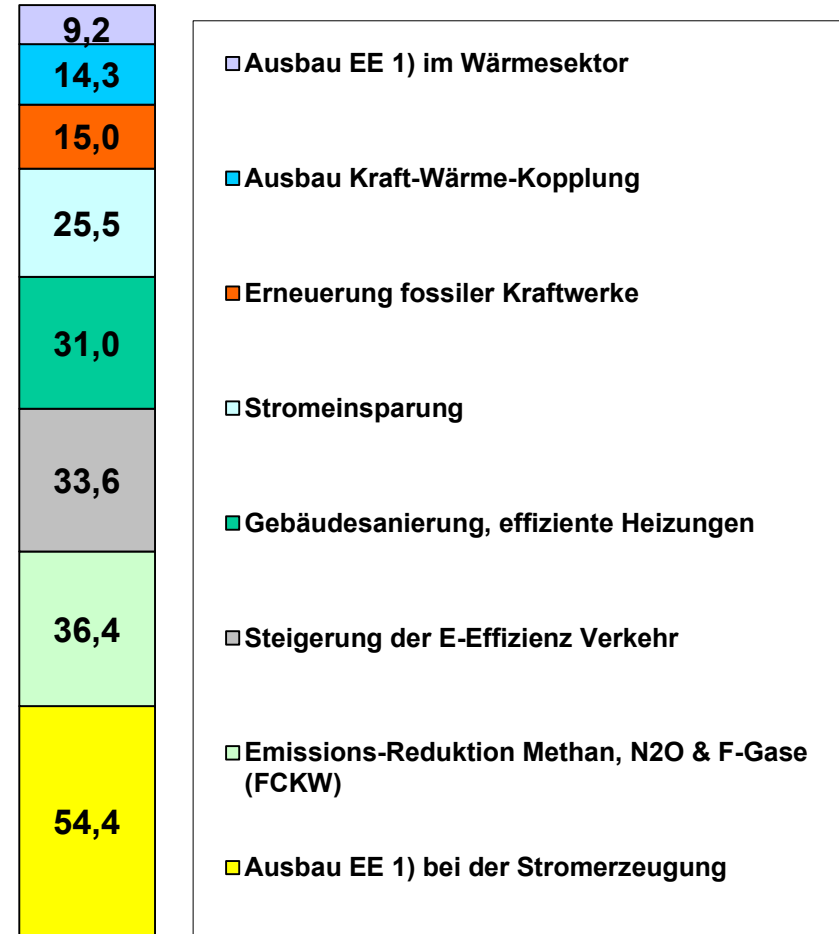 9,2
14,3
15,0
25,5
31,0
33,6
36,4
54,4
Ausbau EE 1) im Wärmesektor
Ausbau Kraft-Wärme-Kopplung
Erneuerung fossiler Kraftwerke
Stromeinsparung
Gebäudesanierung, effiziente Heizungen
Steigerung der E-Effizienz Verkehr
Emissions-Reduktion Methan, N2O & F-Gase
(FCKW)
Ausbau EE 1) bei der Stromerzeugung